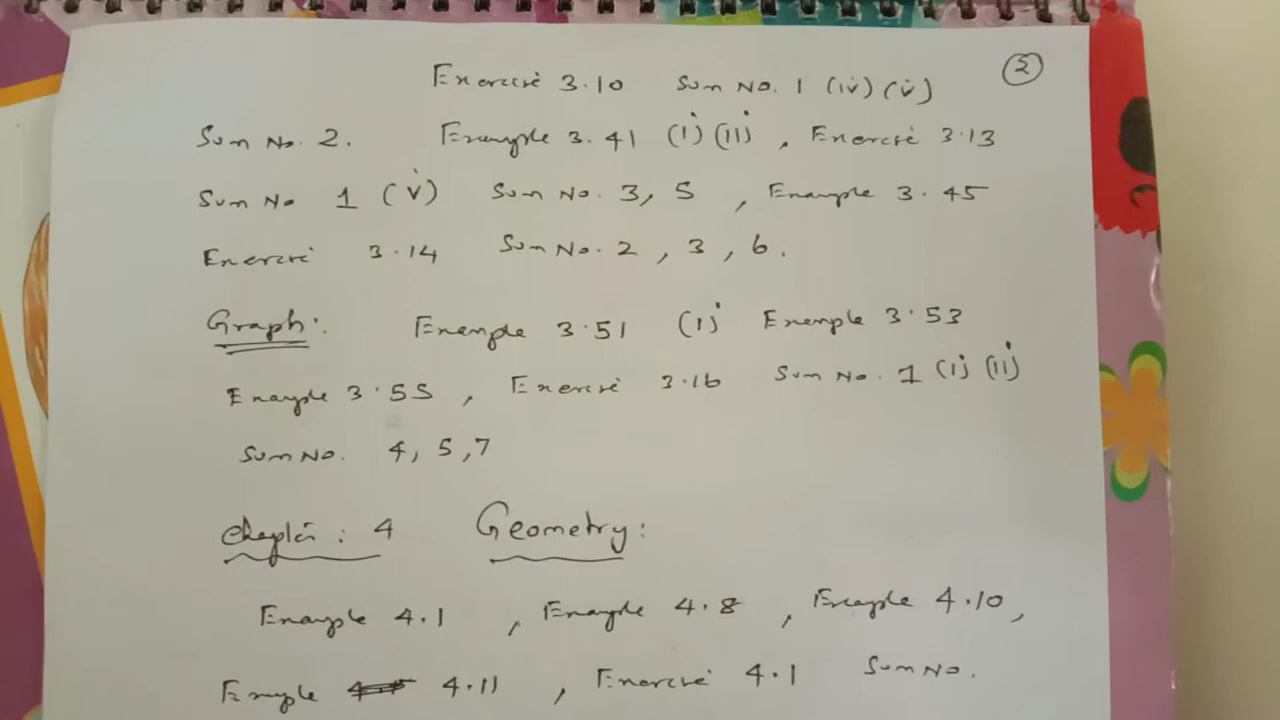 Exercise 3.10 Sum No. 1 (iv) (v) 2
Sum No. 2. Example 3.41 (i) (ii), Exercise 3.13
Sum No 1 (v) Sum No. 3, 5, Example 3.45
Exercise 3.14 Sum No. 2, 3, 6.
Graph: Example 3.51 (i) Example 3.53
Example 3.55, Exercise 3.16 Sum No. 1 (i) (ii)
Sum No. 4, 5, 7
Chapter: 4 Geometry:
Example 4.1, Example 4.8, Example 4.10,
Example 4.11, Exercise 4.1 Sum No.